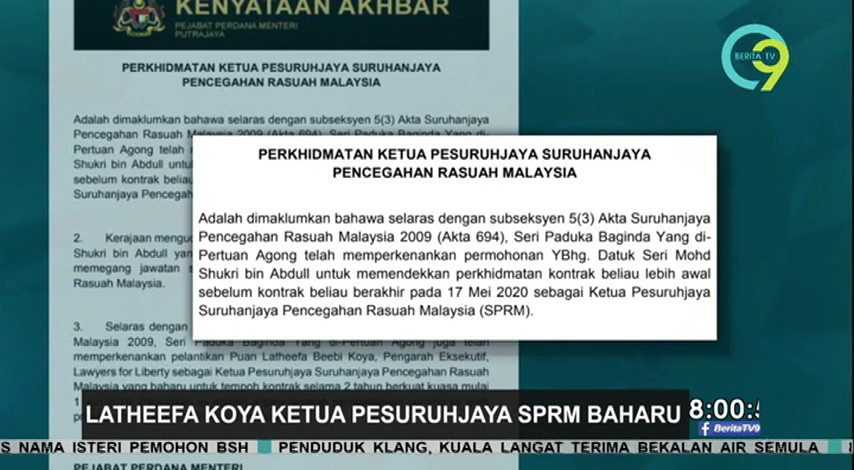 KENYATAAN AKHBAR
PEJABAT PERDANA MENTERI
PUTRAJAYA
BERITA TV 9
PERKHIDMATAN KETUA PESURUHJAYA SURUHANJAYA
PENCEGAHAN RASUAH MALAYSIA
Adalah dimaklumkan bahawa selaras dengan subseksyen 5(3) Akta Suruhanjaya
Pencegahan Rasuah Malaysia 2009 (Akta 694), Seri Paduka Baginda Yang di-
Pertuan Agong telah
Shukri bin Abdull untuk
sebelum kontrak beliau
Suruhanjaya Pencegahan
PERKHIDMATAN KETUA PESURUHJAYA SURUHANJAYA
PENCEGAHAN RASUAH MALAYSIA
Adalah dimaklumkan bahawa selaras dengan subseksyen 5(3) Akta Suruhanjaya
Pencegahan Rasuah Malaysia 2009 (Akta 694), Seri Paduka Baginda Yang di-
Pertuan Agong telah memperkenankan permohonan YBhg. Datuk Seri Mohd
Shukri bin Abdull untuk memendekkan perkhidmatan kontrak beliau lebih awal
sebelum kontrak beliau berakhir pada 17 Mei 2020 sebagai Ketua Pesuruhjaya
Suruhanjaya Pencegahan Rasuah Malaysia (SPRM).
2. Kerajaan
Shukri bin Abdull
memegang jawatan
Rasuah Malaysia.
3. Selaras dengan
Malaysia 2009, Seri Paduka Baginda Yang di-Pertuan Agong juga telah
memperkenankan pelantikan Puan Latheefa Beebi Koya, Pengarah Eksekutif,
Lawyers for Liberty sebagai Ketua Pesuruhjaya Suruhanjaya Pencegahan Rasuah
Malaysia yang baharu untuk tempoh kontrak selama 2 tahun berkuat kuasa mulai
LATHEEFA KOYA KETUA PESURUHJAYA SPRM BAHARU
8:00:5
f BeritaTV9
S NAMA ISTERI PEMOHON BSH PENDUDUK KLANG, KUALA LANGAT TERIMA BEKALAN AIR SEMULA
PEJABAT PERDANA MENTERI